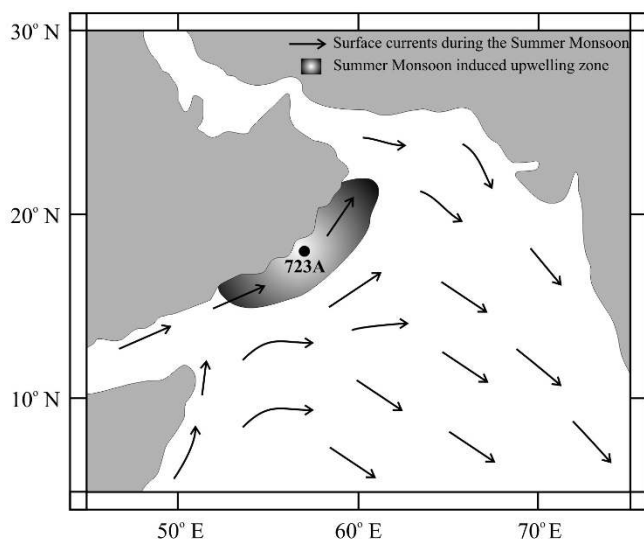 30° N
Surface currents during the Summer Monsoon
Summer Monsoon induced upwelling zone
20° N
723A
10° N
50° E
60° E
70° E